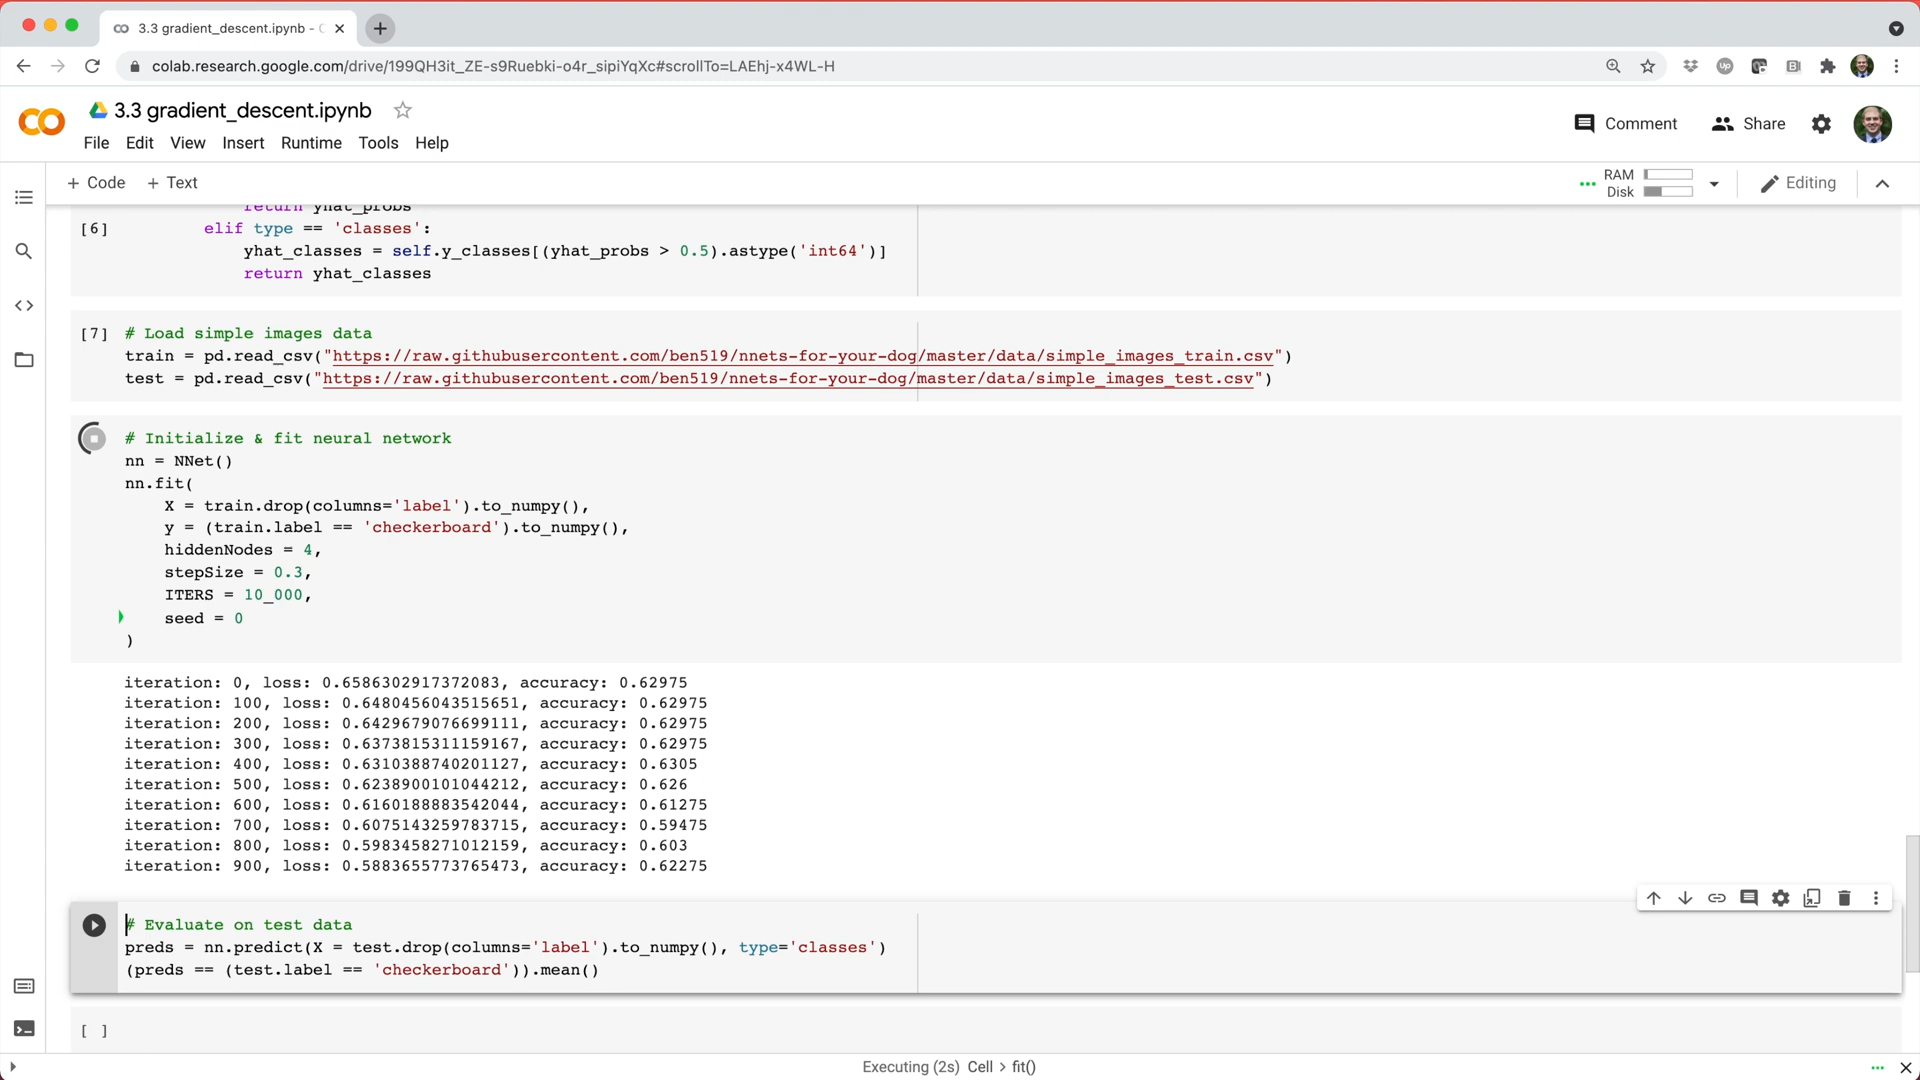 3.3 gradient_descent.ipynb - C
colab.research.google.com/drive/199QH3it_ZE-s9Ruebki-o4r_sipiYqXc#scrollTo=LAEhj-x4WL-H
3.3 gradient_descent.ipynb
File Edit View Insert Runtime Tools Help
Comment Share
+ Code + Text
RAM
Disk
Editing
return yhat_probs
[6] elif type == 'classes':
yhat_classes = self.y_classes[(yhat_probs > 0.5).astype('int64')]
return yhat_classes
[7] # Load simple images data
train = pd.read_csv("https://raw.githubusercontent.com/ben519/nnets-for-your-dog/master/data/simple_images_train.csv")
test = pd.read_csv("https://raw.githubusercontent.com/ben519/nnets-for-your-dog/master/data/simple_images_test.csv")
# Initialize & fit neural network
nn = NNet()
nn.fit(
X = train.drop(columns='label').to_numpy(),
y = (train.label == 'checkerboard').to_numpy(),
hiddenNodes = 4,
stepSize = 0.3,
ITERS = 10_000,
seed = 0
)
iteration: 0, loss: 0.6586302917372083, accuracy: 0.62975
iteration: 100, loss: 0.6480456043515651, accuracy: 0.62975
iteration: 200, loss: 0.6429679076699111, accuracy: 0.62975
iteration: 300, loss: 0.6373815311159167, accuracy: 0.62975
iteration: 400, loss: 0.6310388740201127, accuracy: 0.6305
iteration: 500, loss: 0.6238900101044212, accuracy: 0.626
iteration: 600, loss: 0.6160188883542044, accuracy: 0.61275
iteration: 700, loss: 0.6075143259783715, accuracy: 0.59475
iteration: 800, loss: 0.5983458271012159, accuracy: 0.603
iteration: 900, loss: 0.5883655773765473, accuracy: 0.62275
# Evaluate on test data
preds = nn.predict(X = test.drop(columns='label').to_numpy(), type='classes')
(preds == (test.label == 'checkerboard')).mean()
[ ]
Executing (2s) Cell > fit()